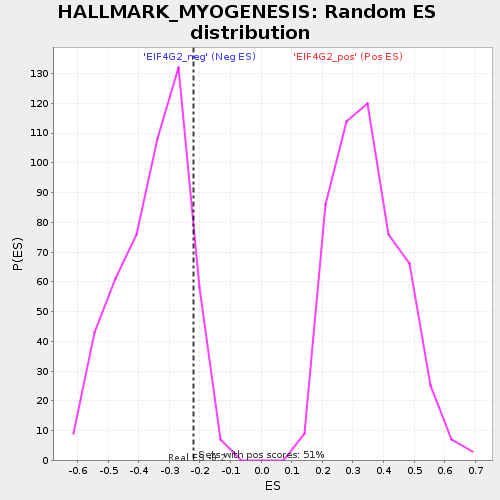 HALLMARK_MYOGENESIS: Random ES
distribution
'EIF4G2_neg' (Neg ES)
'EIF4G2_pos' (Pos ES)
P(ES)
130
120
110
100
90
80
70
60
50
40
30
20
10
0
Real ES
Sets with pos scores: 51%
-0.6 -0.5 -0.4 -0.3 -0.2 -0.1 0.0 0.1 0.2 0.3 0.4 0.5 0.6 0.7
ES